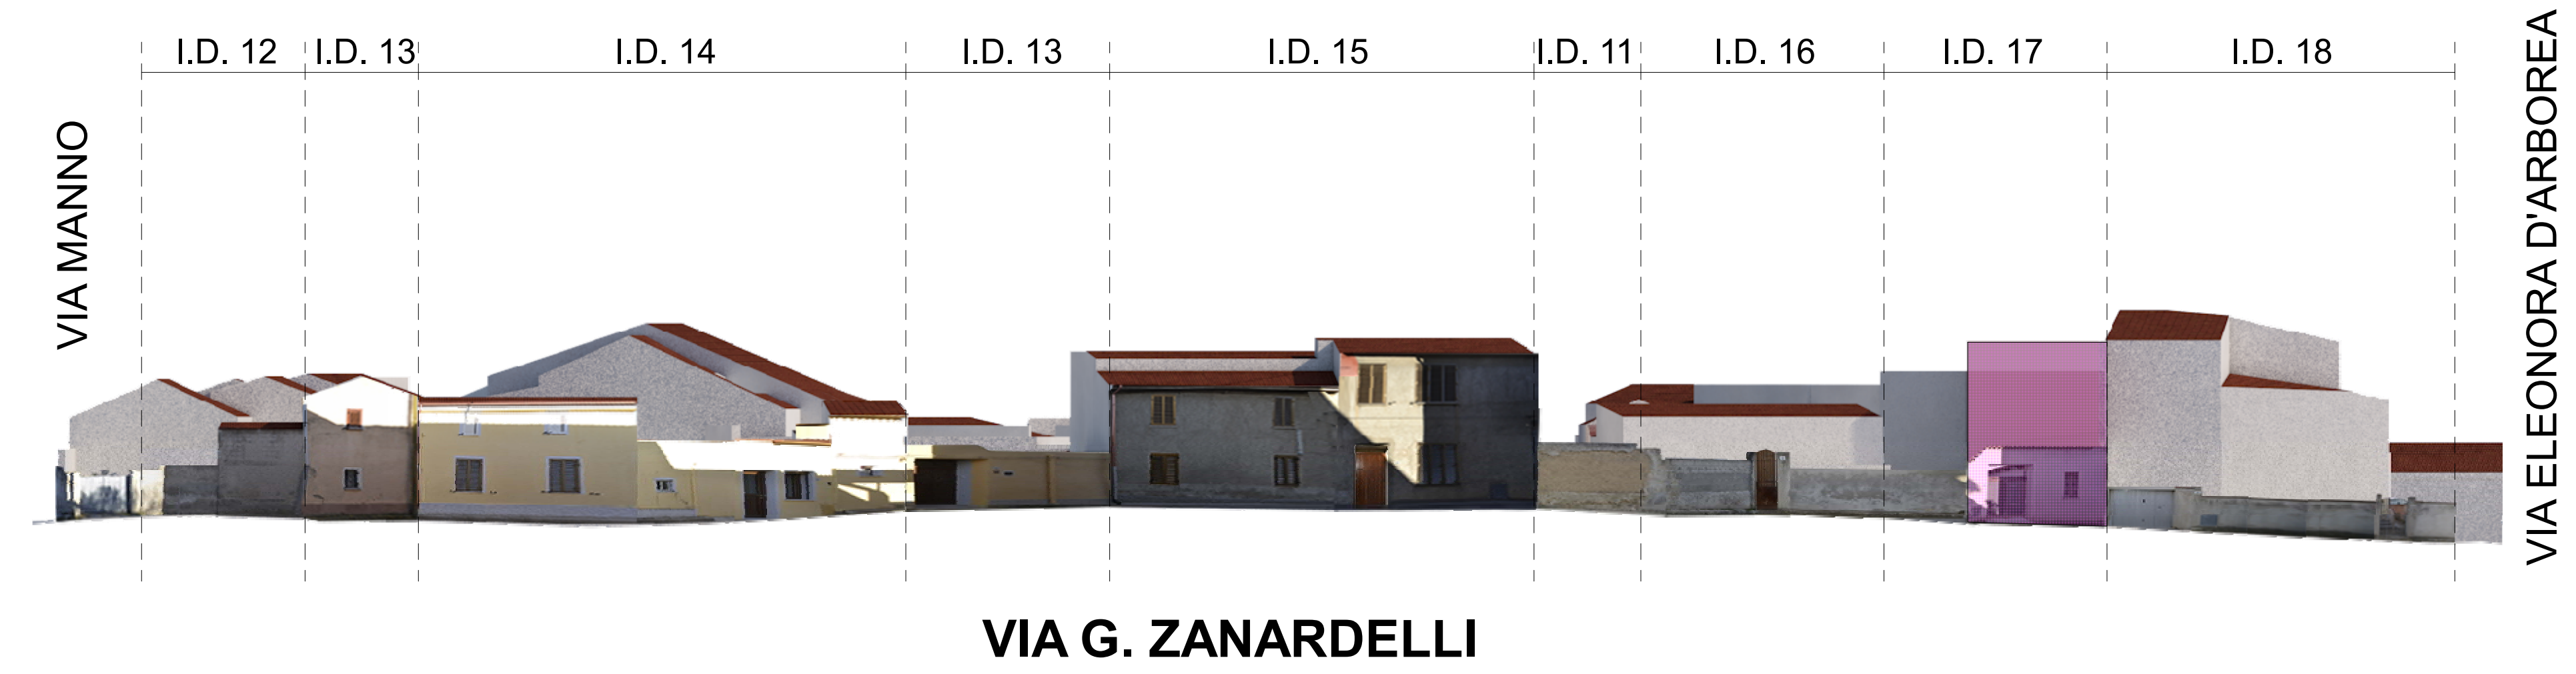 VIA MANNO
I.D. 12
I.D. 13
I.D. 14
I.D. 13
I.D. 15
I.D. 11
I.D. 16
I.D. 17
I.D. 18
VIA ELEONORA D'ARBOREA
VIA G. ZANARDELLI